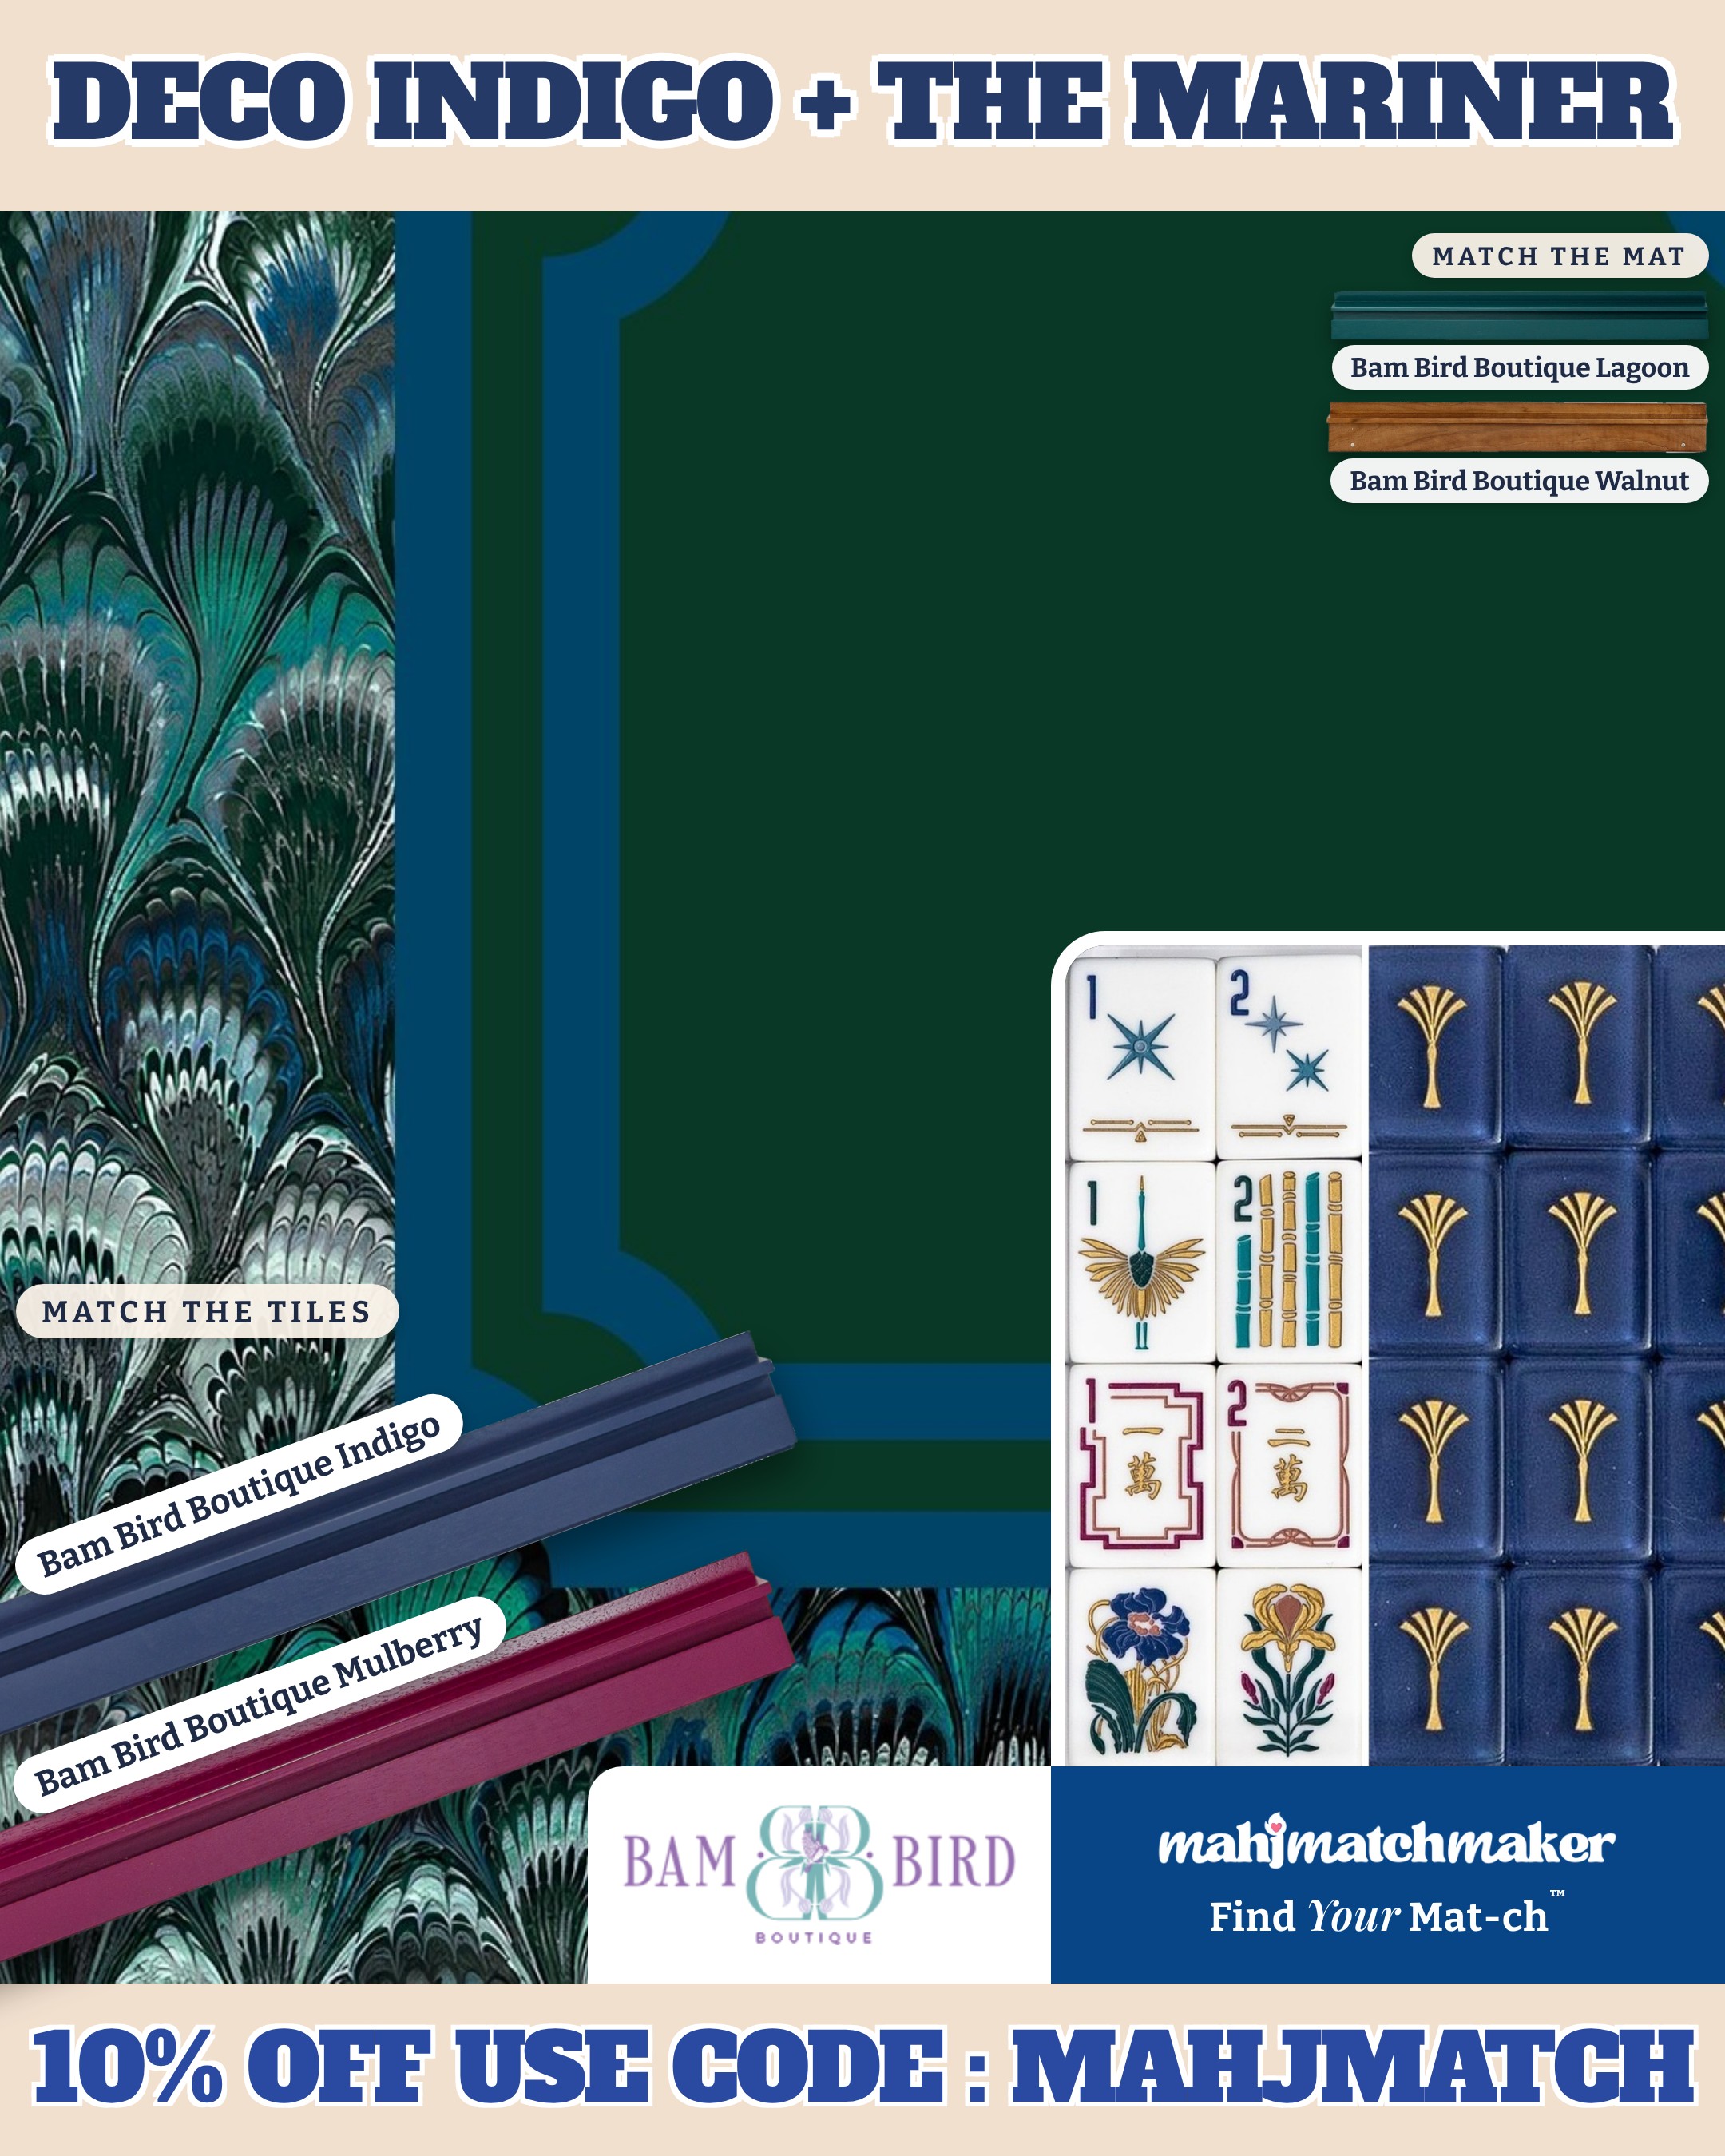 DECO INDIGO + THE MARINER
MATCH THE MAT
Bam Bird Boutique Lagoon
Bam Bird Boutique Walnut
1
2
1
2
1
2
一
二
萬
萬
MATCH THE TILES
Bam Bird Boutique Indigo
Bam Bird Boutique Mulberry
BAM BIRD
BOUTIQUE
mahjmatchmaker
Find Your Mat-ch™
10% OFF USE CODE : MAHJMATCH